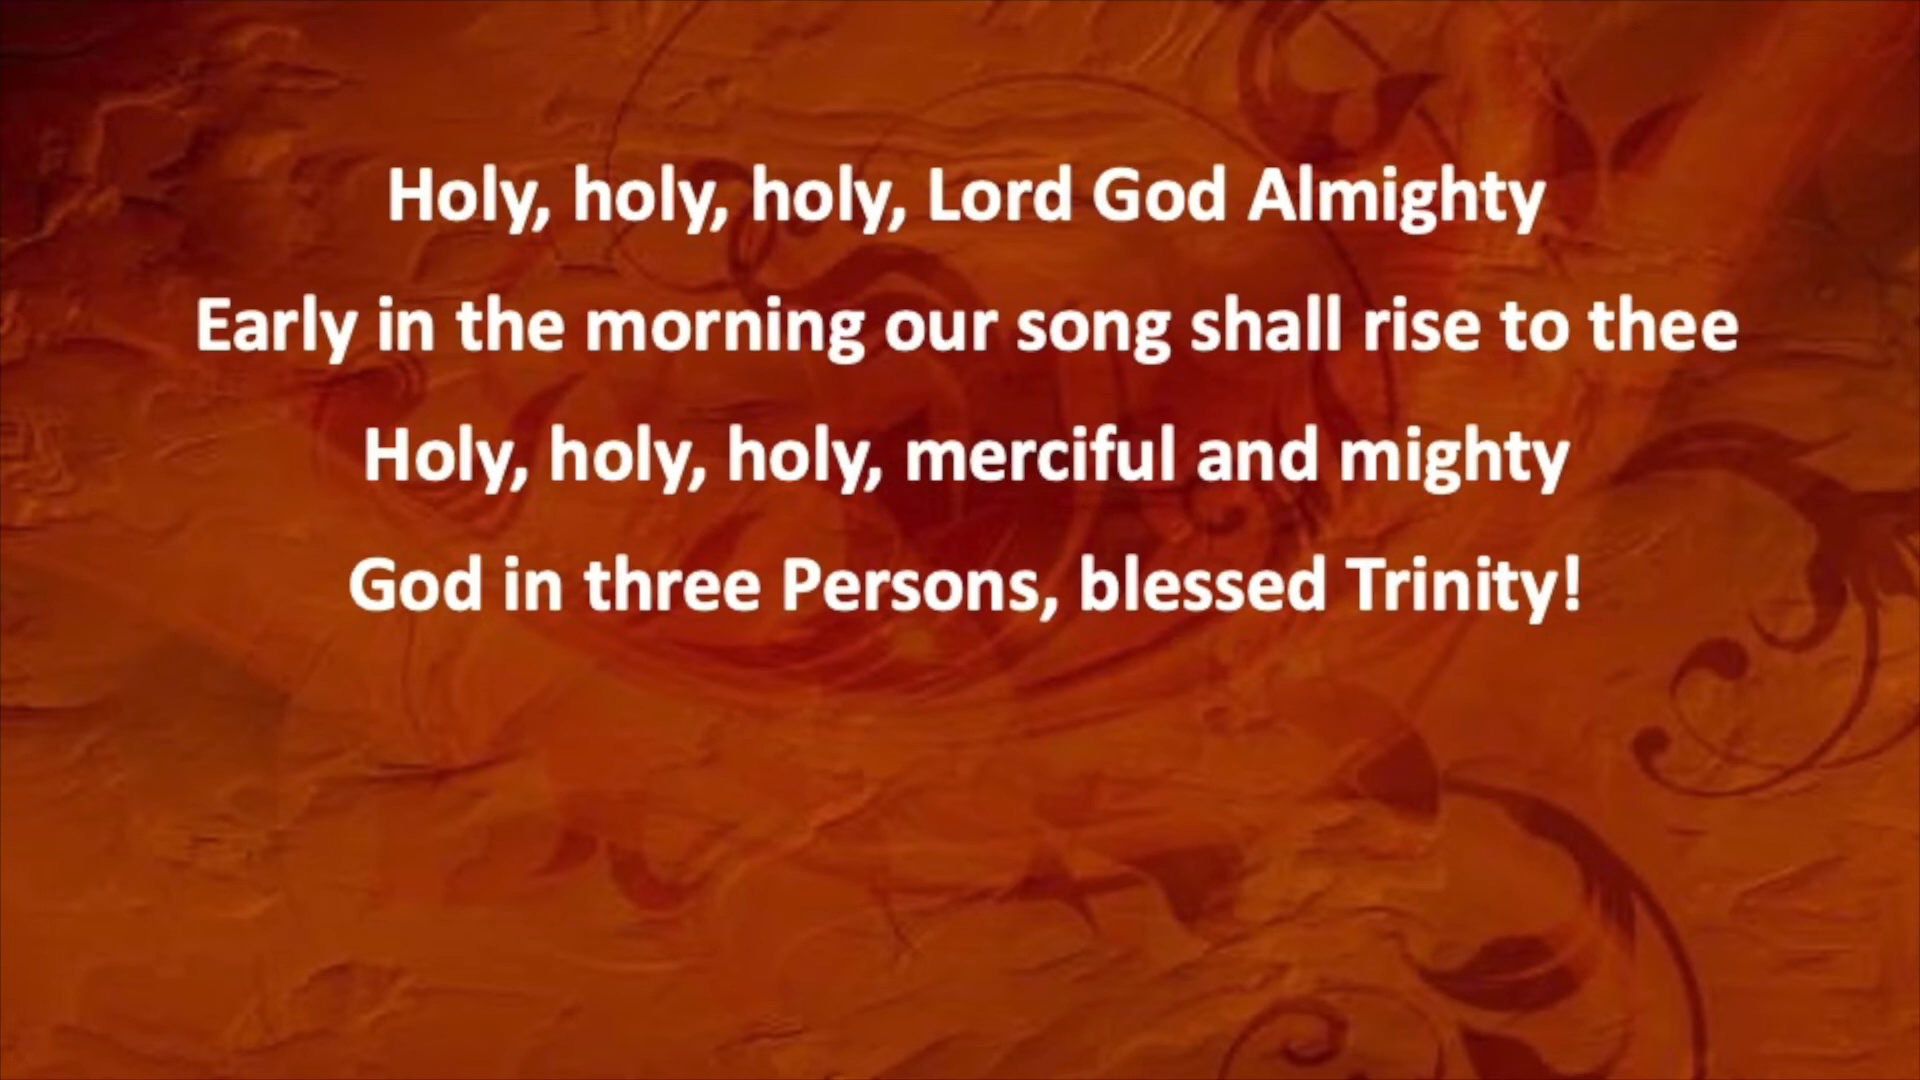 Holy, holy, holy, Lord God Almighty
Early in the morning our song shall rise to thee
Holy, holy, holy, merciful and mighty
God in three Persons, blessed Trinity!